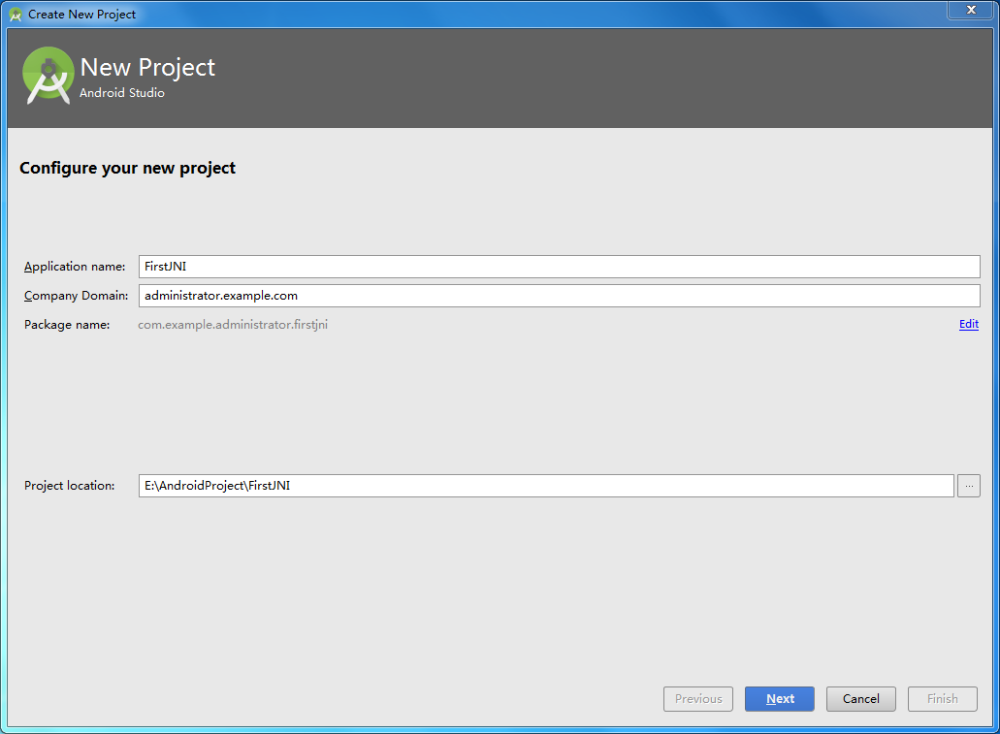 Create New Project
New Project
Android Studio
Configure your new project
Application name: FirstJNI
Company Domain: administrator.example.com
Package name: com.example.administrator.firstjni Edit
Project location: E:\AndroidProject\FirstJNI ...
Previous Next Cancel Finish